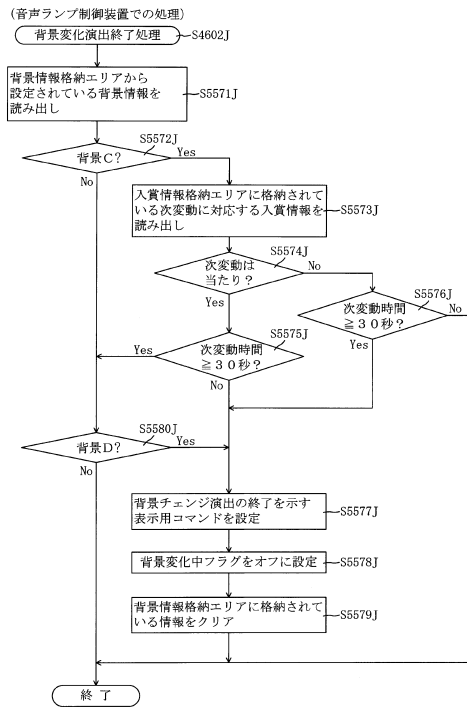 (音声ランプ制御装置での処理)
背景変化演出終了処理
S4602J
背景情報格納エリアから
設定されている背景情報を
読み出し
S5571J
背景C?
S5572J
Yes
No
入賞情報格納エリアに格納されて
いる次変動に対応する入賞情報を
読み出し
S5573J
次変動は
当たり?
S5574J
No
Yes
次変動時間
≧30秒?
S5576J
No
Yes
次変動時間
≧30秒?
S5575J
Yes
No
背景D?
S5580J
Yes
No
背景チェンジ演出の終了を示す
表示用コマンドを設定
S5577J
背景変化中フラグをオフに設定
S5578J
背景情報格納エリアに格納されて
いる情報をクリア
S5579J
終 了